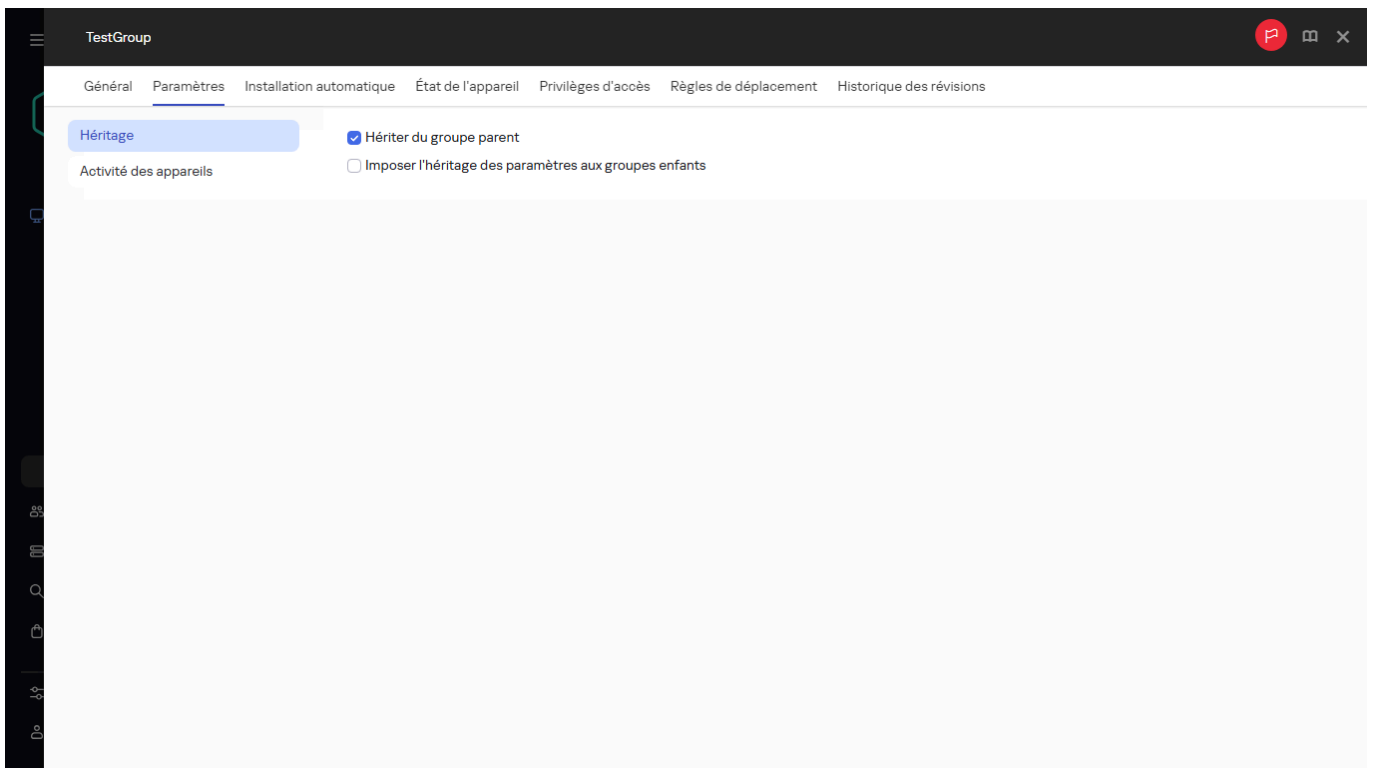 TestGroup
Général Paramètres Installation automatique État de l'appareil Privilèges d'accès Règles de déplacement Historique des révisions
Héritage
Hériter du groupe parent
Activité des appareils
Imposer l'héritage des paramètres aux groupes enfants